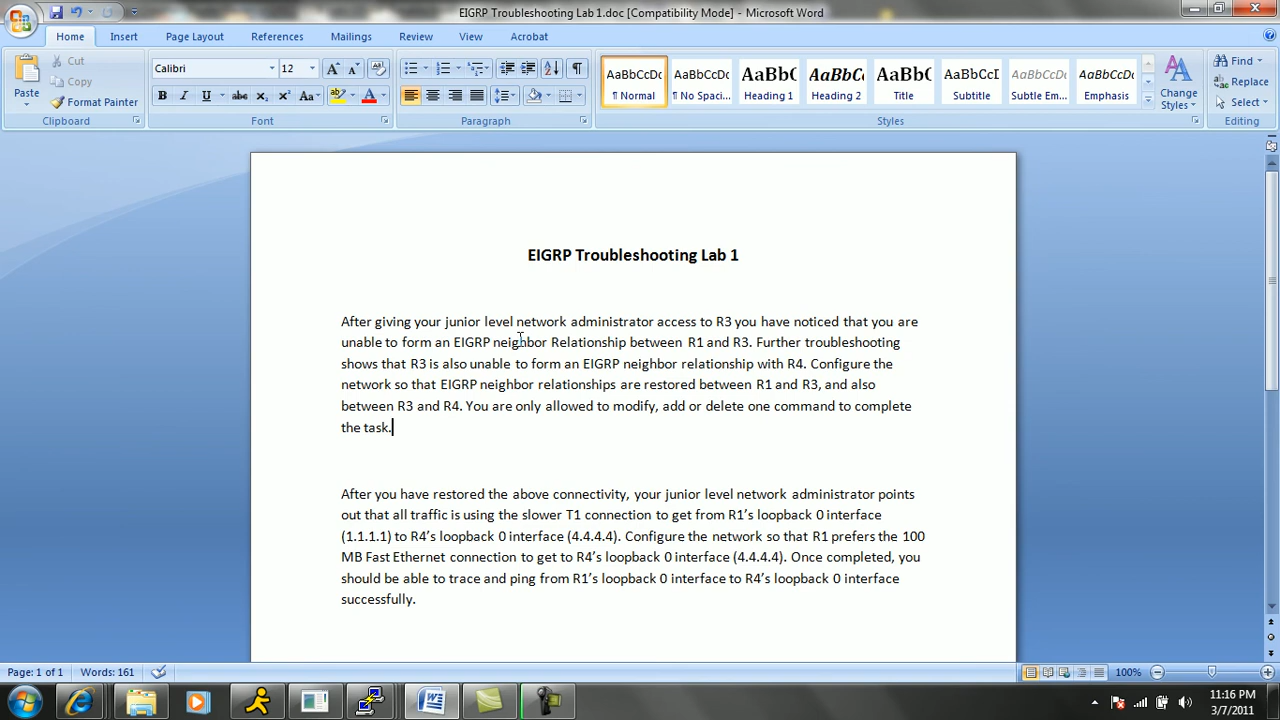 EIGRP Troubleshooting Lab 1.doc [Compatibility Mode] - Microsoft Word
Home Insert Page Layout References Mailings Review View Acrobat
Paste
Cut
Copy
Format Painter
Clipboard
Calibri 12
Font
Paragraph
AaBbCcDc AaBbCcDc AaBbC AaBbCc AaBbC AaBbCcI AaBbCcDc AaBbCcDc
¶ Normal ¶ No Spaci... Heading 1 Heading 2 Title Subtitle Subtle Em... Emphasis
Styles
Change
Styles
Find
Replace
Select
Editing
EIGRP Troubleshooting Lab 1
After giving your junior level network administrator access to R3 you have noticed that you are
unable to form an EIGRP neighbor Relationship between R1 and R3. Further troubleshooting
shows that R3 is also unable to form an EIGRP neighbor relationship with R4. Configure the
network so that EIGRP neighbor relationships are restored between R1 and R3, and also
between R3 and R4. You are only allowed to modify, add or delete one command to complete
the task.
After you have restored the above connectivity, your junior level network administrator points
out that all traffic is using the slower T1 connection to get from R1’s loopback 0 interface
(1.1.1.1) to R4’s loopback 0 interface (4.4.4.4). Configure the network so that R1 prefers the 100
MB Fast Ethernet connection to get to R4’s loopback 0 interface (4.4.4.4). Once completed, you
should be able to trace and ping from R1’s loopback 0 interface to R4’s loopback 0 interface
successfully.
Page: 1 of 1 Words: 161
100%
11:16 PM
3/7/2011